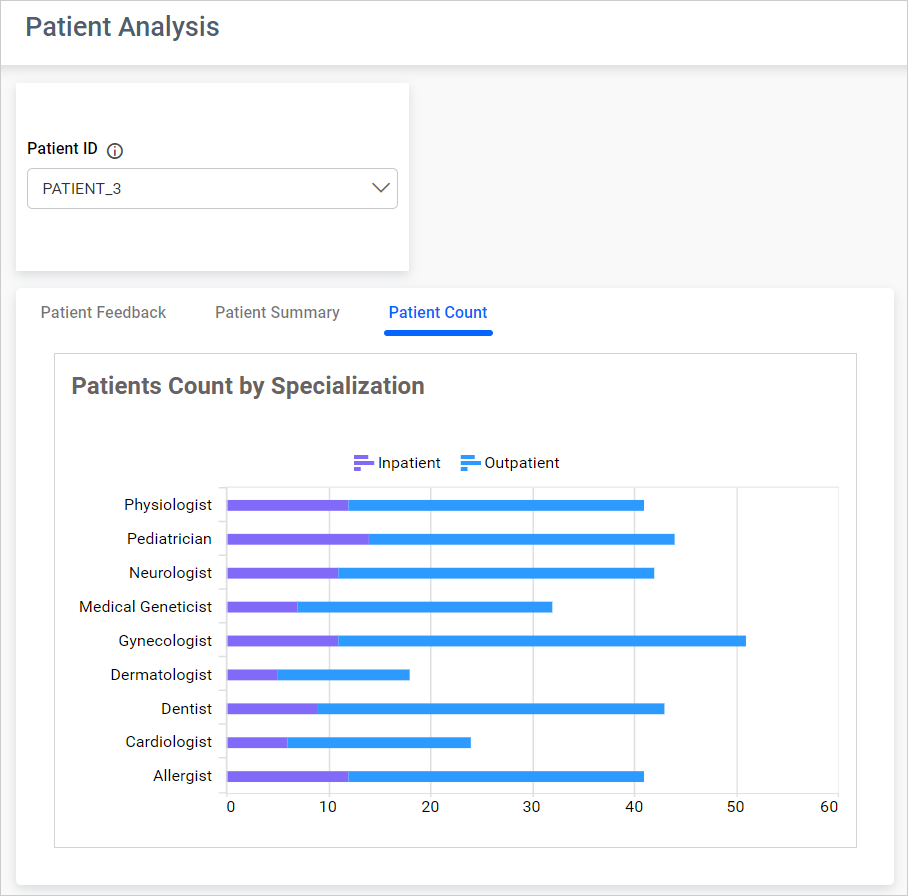 Patient Analysis
Patient ID
PATIENT_3
Patient Feedback Patient Summary Patient Count
Patients Count by Specialization
Inpatient Outpatient
Physiologist
Pediatrician
Neurologist
Medical Geneticist
Gynecologist
Dermatologist
Dentist
Cardiologist
Allergist
0 10 20 30 40 50 60